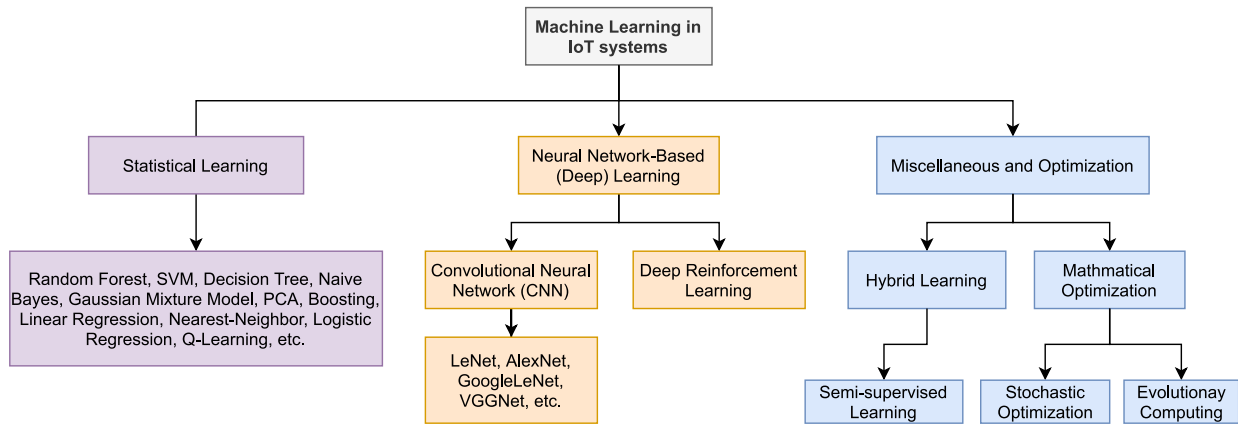 Machine Learning in
IoT systems
Statistical Learning
Neural Network-Based
(Deep) Learning
Miscellaneous and Optimization
Random Forest, SVM, Decision Tree, Naive
Bayes, Gaussian Mixture Model, PCA, Boosting,
Linear Regression, Nearest-Neighbor, Logistic
Regression, Q-Learning, etc.
Convolutional Neural
Network (CNN)
Deep Reinforcement
Learning
Hybrid Learning
Mathmatical
Optimization
LeNet, AlexNet,
GoogleLeNet,
VGGNet, etc.
Semi-supervised
Learning
Stochastic
Optimization
Evolutionay
Computing